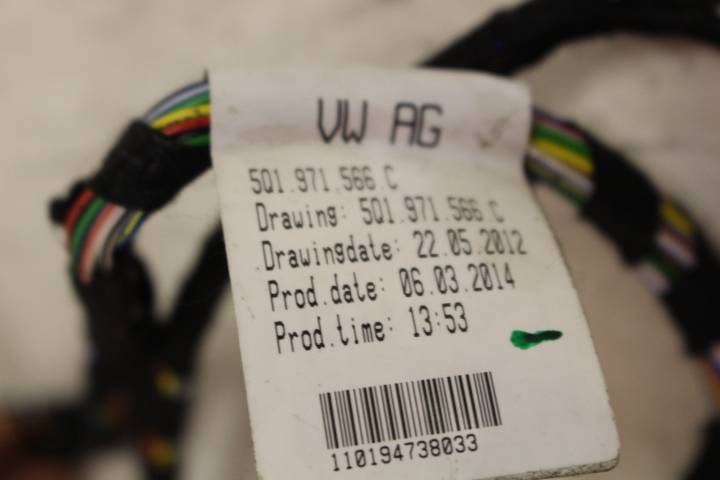 VW AG
5Q1.971.566.C
Drawing: 5Q1.971.566 C
.Drawingdate: 22.05.2012
Prod.date: 06.03.2014
Prod.time: 13:53
110194738033